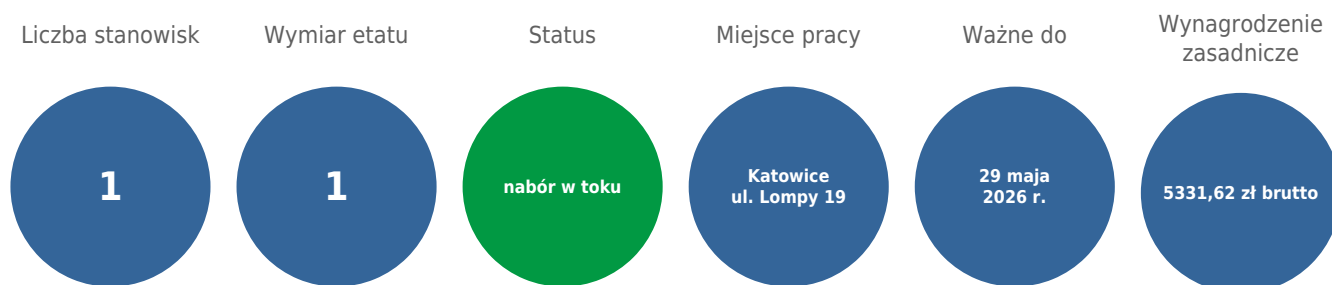 Liczba stanowisk
1
Wymiar etatu
1
Status
nabór w toku
Miejsce pracy
Katowice
ul. Lompy 19
Ważne do
29 maja
2026 r.
Wynagrodzenie
zasadnicze
5331,62 zł brutto